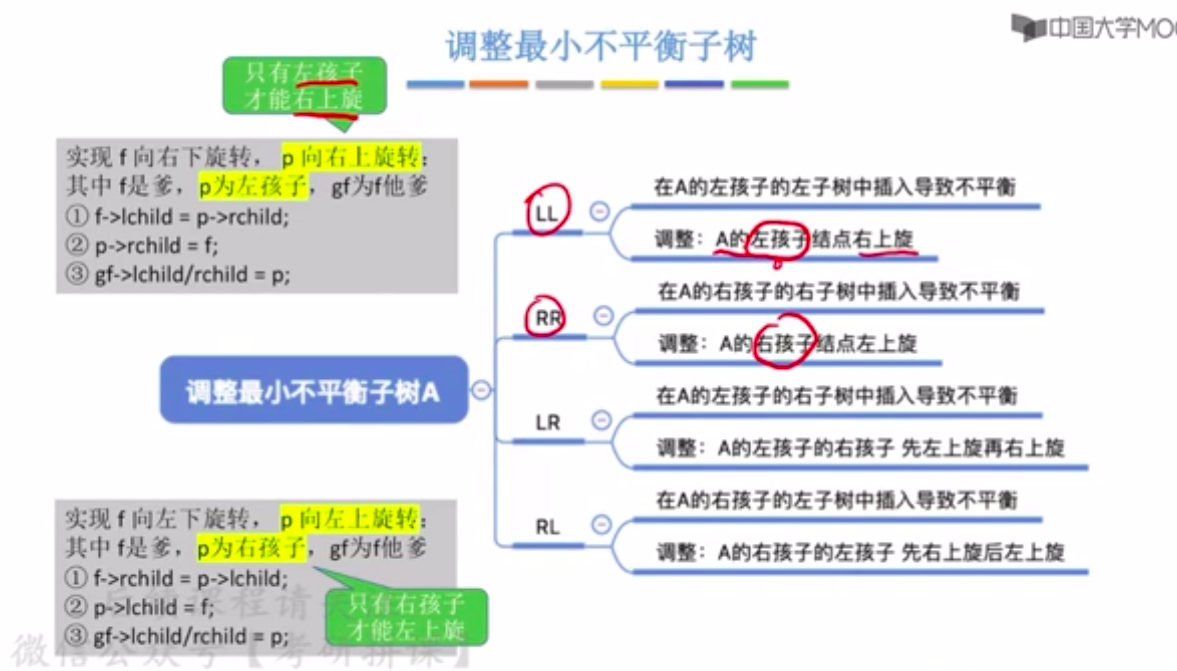 调整最小不平衡子树
中国大学MOO
只有左孩子
才能右上旋
实现 f 向右下旋转， p 向右上旋转：
其中 f是爹，p为左孩子，gf为f他爹
① f->lchild = p->rchild;
② p->rchild = f;
③ gf->lchild/rchild = p;
调整最小不平衡子树A
LL
在A的左孩子的左子树中插入导致不平衡
调整：A的左孩子结点右上旋
RR
在A的右孩子的右子树中插入导致不平衡
调整：A的右孩子结点左上旋
LR
在A的左孩子的右子树中插入导致不平衡
调整：A的左孩子的右孩子 先左上旋再右上旋
RL
在A的右孩子的左子树中插入导致不平衡
调整：A的右孩子的左孩子 先右上旋后左上旋
实现 f 向左下旋转， p 向左上旋转：
其中 f是爹，p为右孩子，gf为f他爹
① f->rchild = p->lchild;
② p->lchild = f;
③ gf->lchild/rchild = p;
只有右孩子
才能左上旋
课程请
微信公众号【考研拼课】